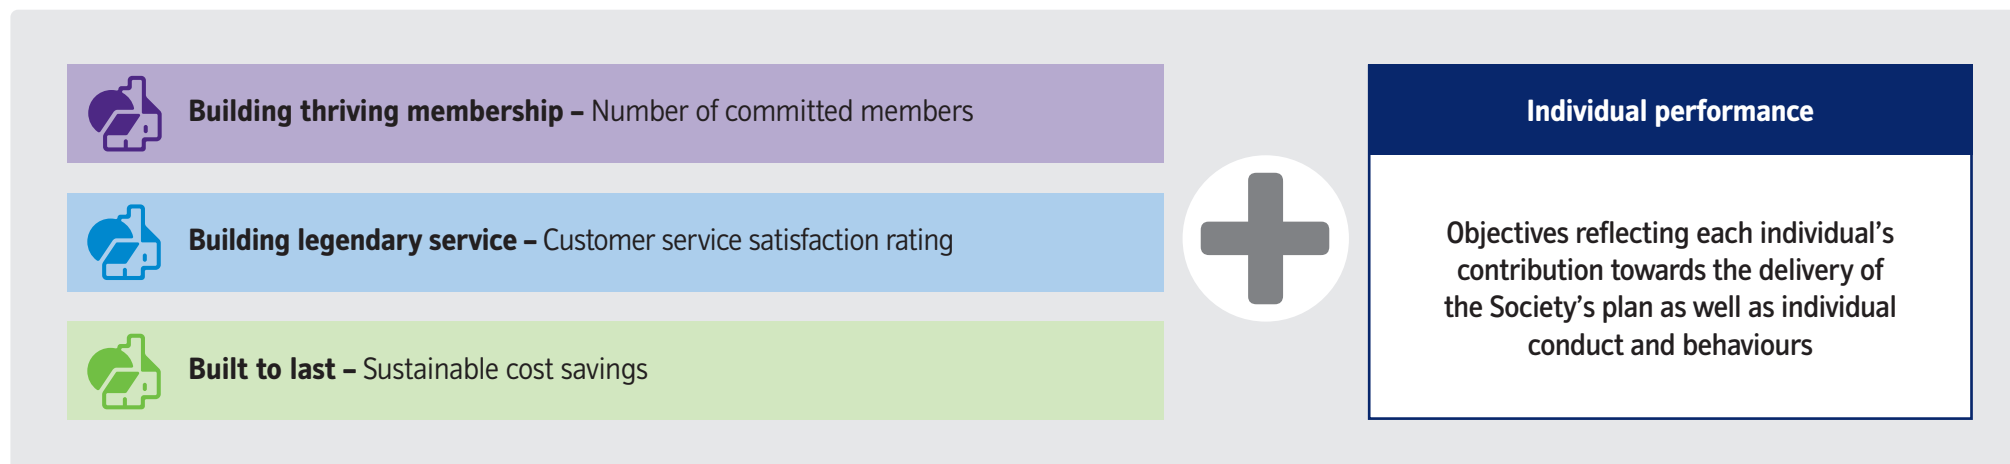 Building thriving membership – Number of committed members
Building legendary service – Customer service satisfaction rating
Built to last – Sustainable cost savings
Individual performance
Objectives reflecting each individual’s
contribution towards the delivery of
the Society’s plan as well as individual
conduct and behaviours